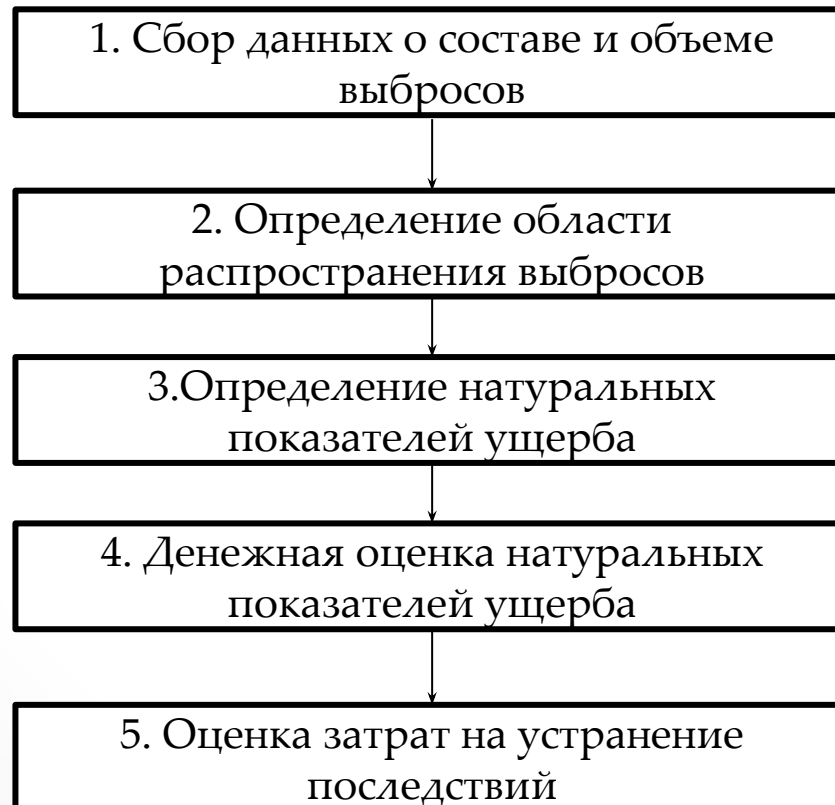 1. Сбор данных о составе и объеме
выбросов
2. Определение области
распространения выбросов
3.Определение натуральных
показателей ущерба
4. Денежная оценка натуральных
показателей ущерба
5. Оценка затрат на устранение
последствий